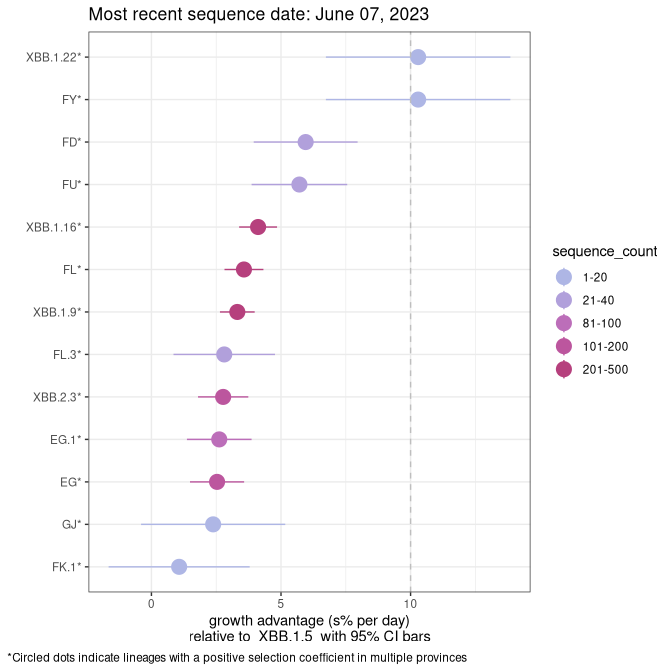 Most recent sequence date: June 07, 2023
XBB.1.22*
FY*
FD*
FU*
XBB.1.16*
FL*
XBB.1.9*
FL.3*
XBB.2.3*
EG.1*
EG*
GJ*
FK.1*
0 5 10
growth advantage (s% per day)
relative to XBB.1.5 with 95% CI bars
sequence_count
1-20
21-40
81-100
101-200
201-500
*Circled dots indicate lineages with a positive selection coefficient in multiple provinces